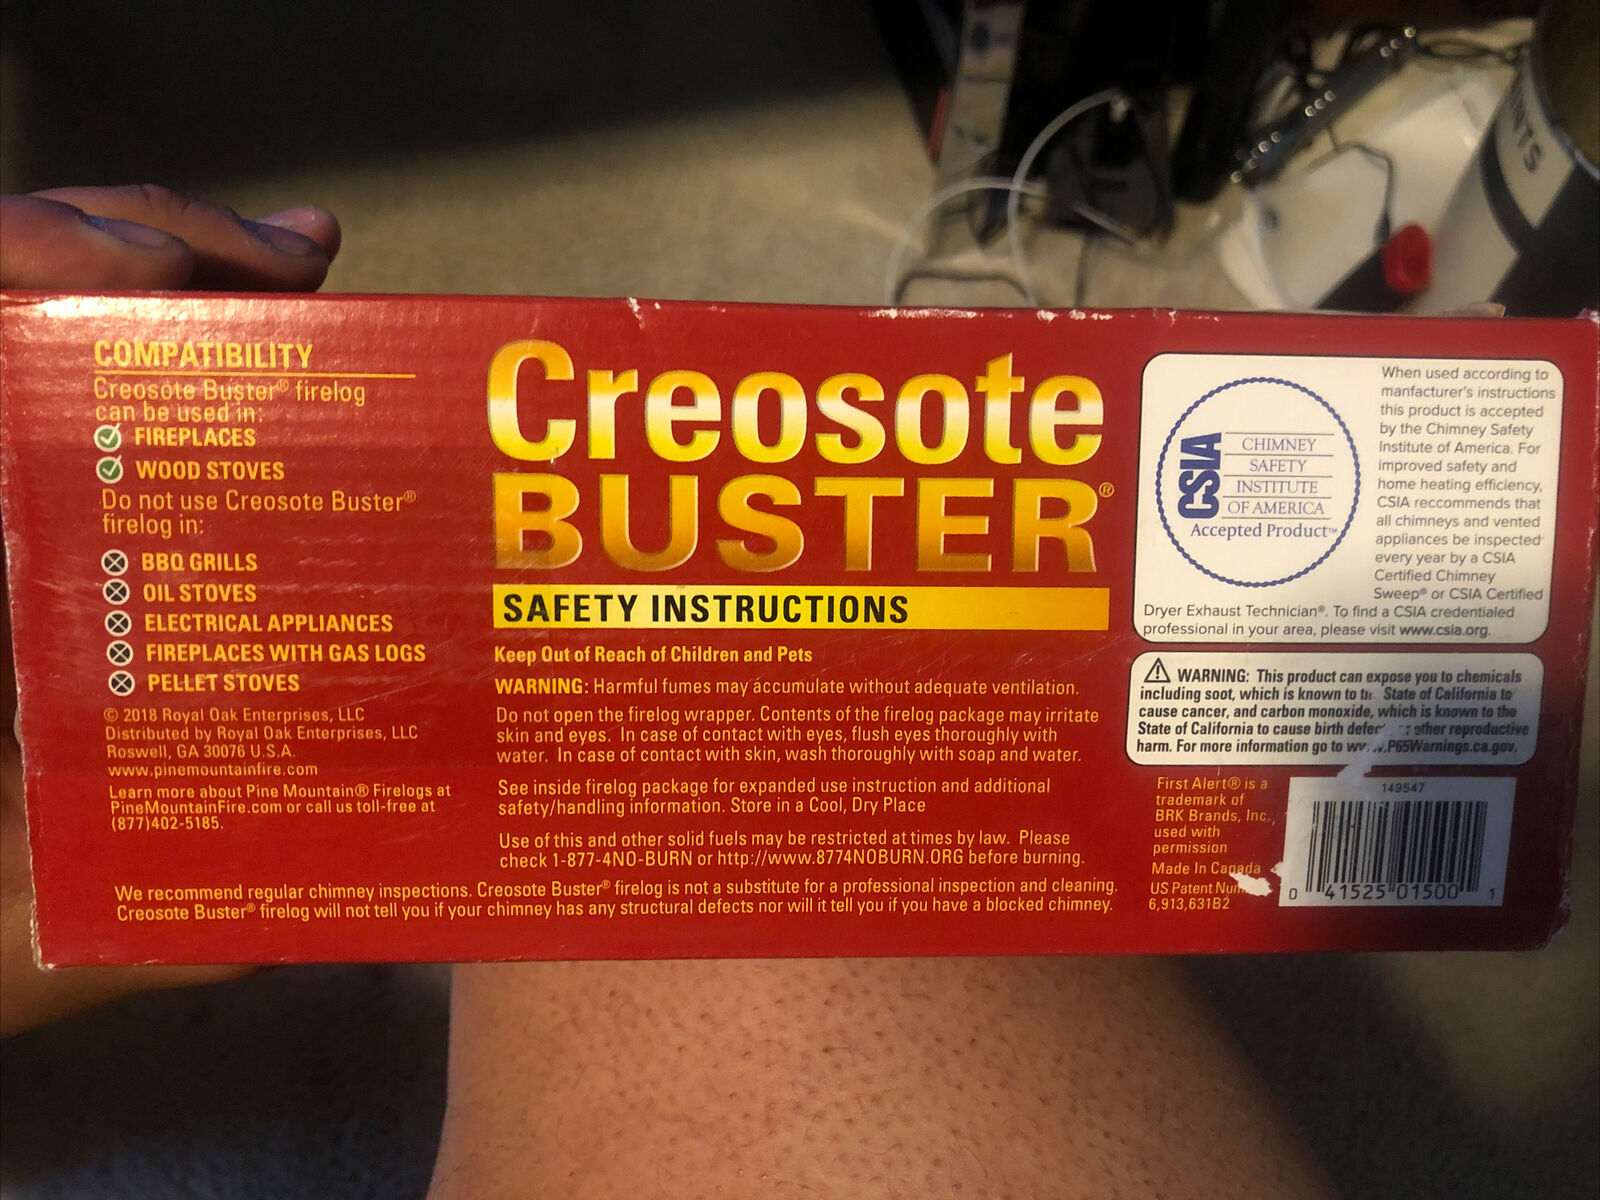 COMPATIBILITY
Creosote Buster® firelog
can be used in:
FIREPLACES
WOOD STOVES
Do not use Creosote Buster®
firelog in:
BBQ GRILLS
OIL STOVES
ELECTRICAL APPLIANCES
FIREPLACES WITH GAS LOGS
PELLET STOVES
© 2018 Royal Oak Enterprises, LLC
Distributed by Royal Oak Enterprises, LLC
Roswell, GA 30076 U.S.A.
www.pinemountainfire.com
Learn more about Pine Mountain® Firelogs at
PineMountainFire.com or call us toll-free at
(877)402-5185.
Creosote
BUSTER®
SAFETY INSTRUCTIONS
Keep Out of Reach of Children and Pets
WARNING: Harmful fumes may accumulate without adequate ventilation.
Do not open the firelog wrapper. Contents of the firelog package may irritate
skin and eyes. In case of contact with eyes, flush eyes thoroughly with
water. In case of contact with skin, wash thoroughly with soap and water.
See inside firelog package for expanded use instruction and additional
safety/handling information. Store in a Cool, Dry Place
Use of this and other solid fuels may be restricted at times by law. Please
check 1-877-4NO-BURN or http://www.8774NOBURN.ORG before burning.
We recommend regular chimney inspections. Creosote Buster® firelog is not a substitute for a professional inspection and cleaning.
Creosote Buster® firelog will not tell you if your chimney has any structural defects nor will it tell you if you have a blocked chimney.
CSIA
CHIMNEY
SAFETY
INSTITUTE
OF AMERICA
Accepted Product™
When used according to
manfacturer's instructions
this product is accepted
by the Chimney Safety
Institute of America. For
improved safety and
home heating efficiency,
CSIA reccommends that
all chimneys and vented
appliances be inspected
every year by a CSIA
Certified Chimney
Sweep® or CSIA Certified
Dryer Exhaust Technician®. To find a CSIA credentialed
professional in your area, please visit www.csia.org.
WARNING: This product can expose you to chemicals
including soot, which is known to State of California to
cause cancer, and carbon monoxide, which is known to the
State of California to cause birth other reproductive
harm. For more information go to .P65Warnings.ca.gov.
First Alert® is a
trademark of
BRK Brands, Inc.,
used with
permission
Made In Canada
US Patent
6,913,631B2
149547
0 41525 01500 1
NTS